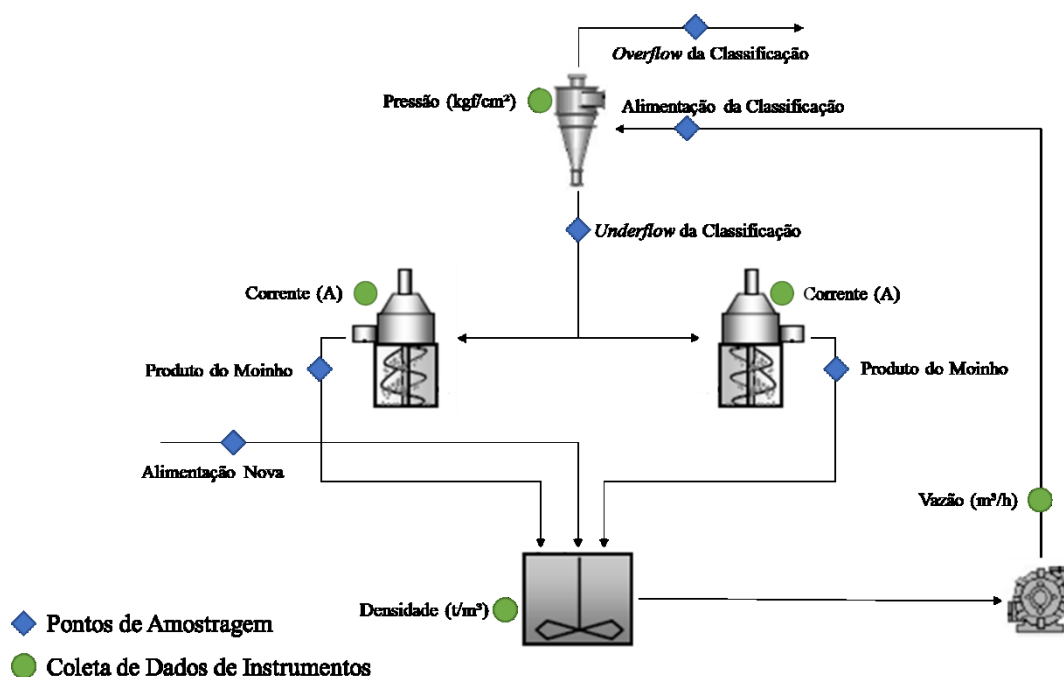 Overflow da Classificação
Pressão (kgf/cm²)
Alimentação da Classificação
Underflow da Classificação
Corrente (A)
Corrente (A)
Produto do Moinho
Produto do Moinho
Alimentação Nova
Vazão (m³/h)
Densidade (t/m³)
Pontos de Amostragem
Coleta de Dados de Instrumentos